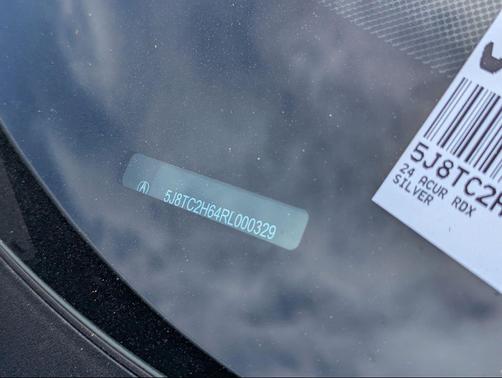 5J8TC2H64RL000329
5J8TC2
24 ACUR RDX
SILVER